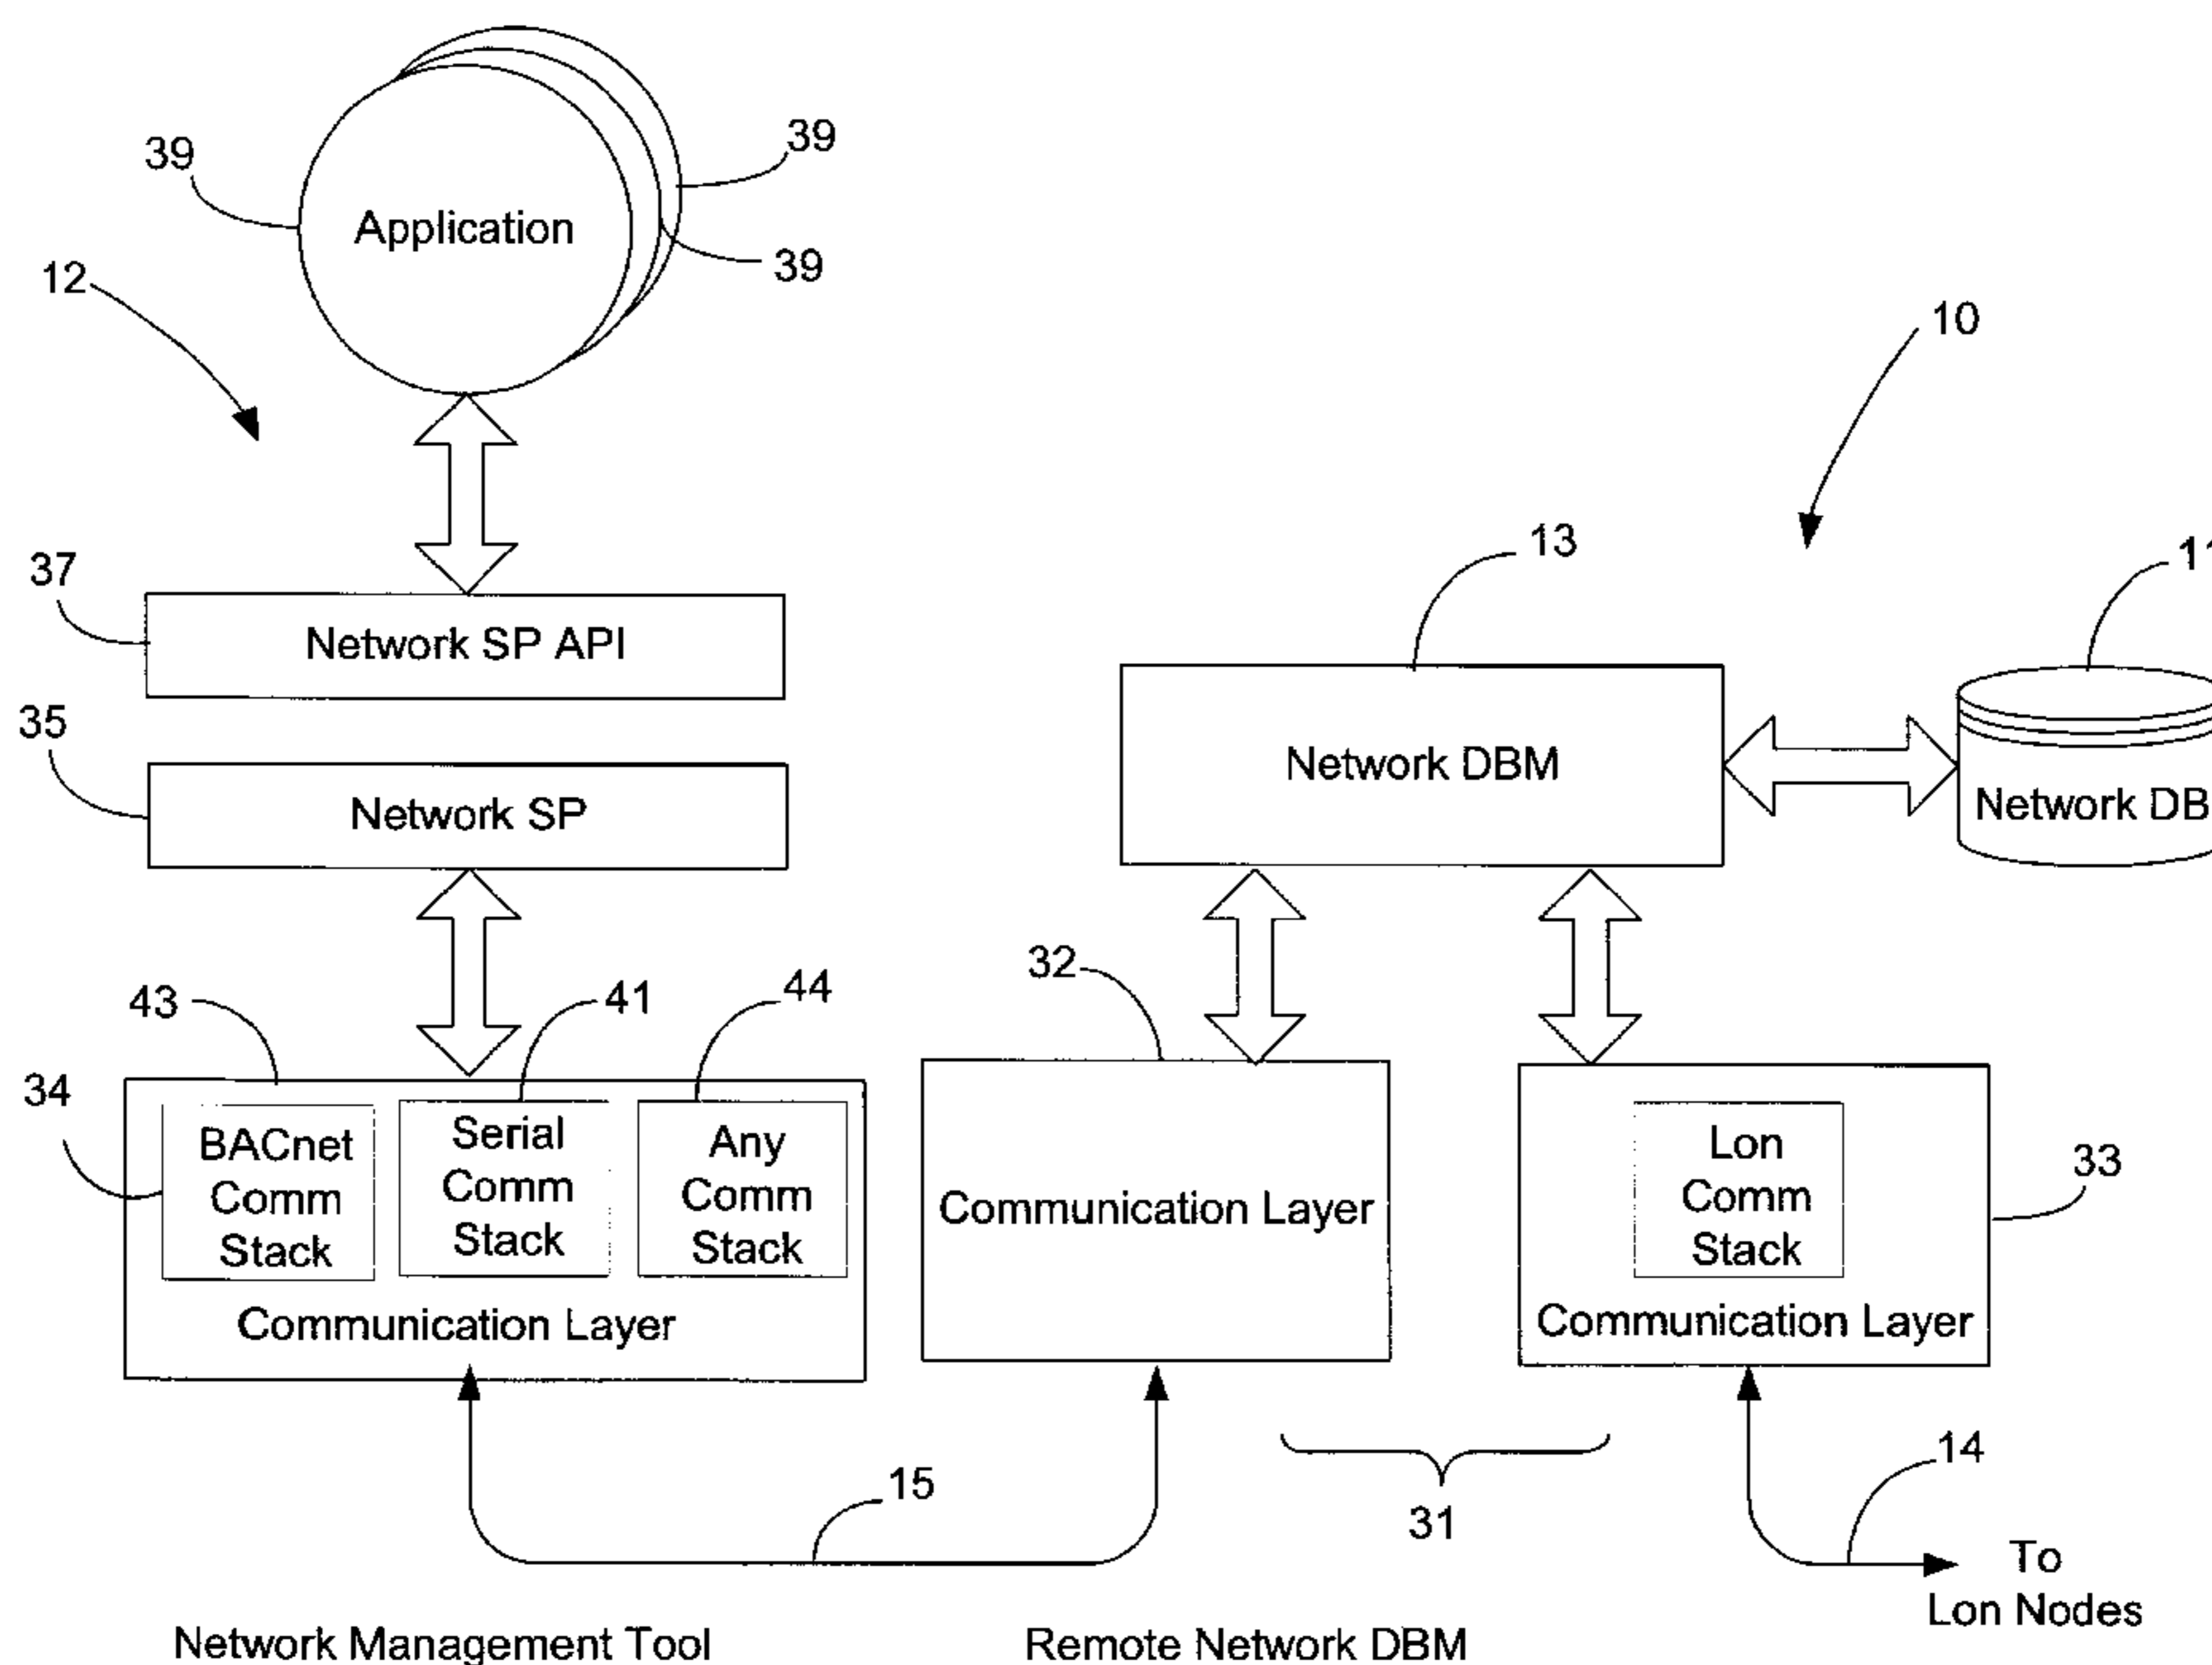 39
39
Application
39
12
10
13
11
37
Network SP API
35
Network DBM
Network SP
Network DB
32
43
41
44
34
BACnet
Comm
Stack
Serial
Comm
Stack
Any
Comm
Stack
Communication Layer
Communication Layer
Lon
Comm
Stack
Communication Layer
33
15
31
14
To
Lon Nodes
Network Management Tool
Remote Network DBM